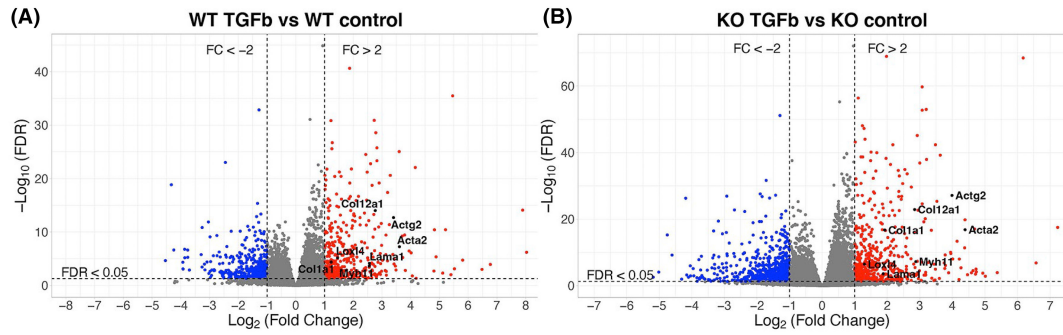 (A)
WT TGFb vs WT control
FC < −2
FC > 2
−Log10 (FDR)
40
30
20
10
0
Col12a1
Actg2
Acta2
Loxl4
Lama1
Col1a1
Myh11
FDR < 0.05
−8 −7 −6 −5 −4 −3 −2 −1 0 1 2 3 4 5 6 7 8
Log2 (Fold Change)
(B)
KO TGFb vs KO control
FC < −2
FC > 2
−Log10 (FDR)
60
40
20
0
Actg2
Col12a1
Col1a1
Acta2
Loxl4
Myh11
Lama1
FDR < 0.05
−7 −6 −5 −4 −3 −2 −1 0 1 2 3 4 5 6 7
Log2 (Fold Change)